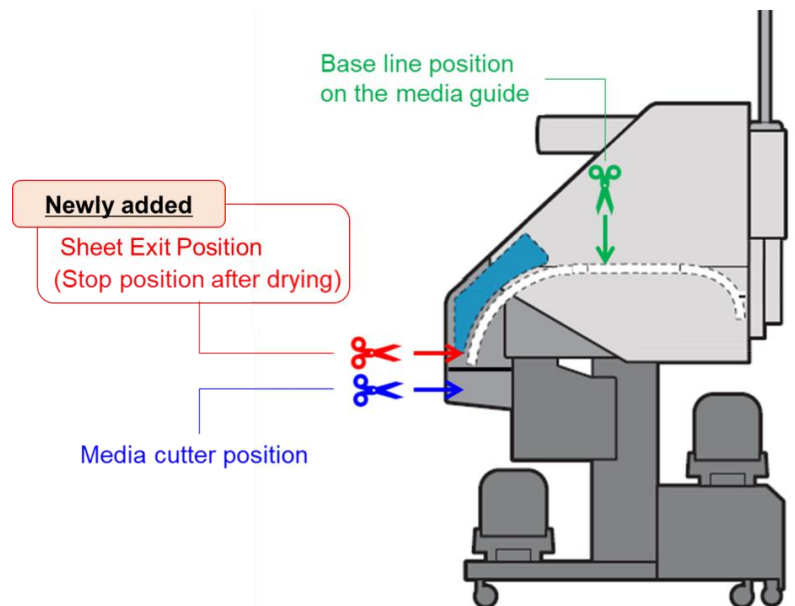 Base line position
on the media guide
Newly added
Sheet Exit Position
(Stop position after drying)
Media cutter position